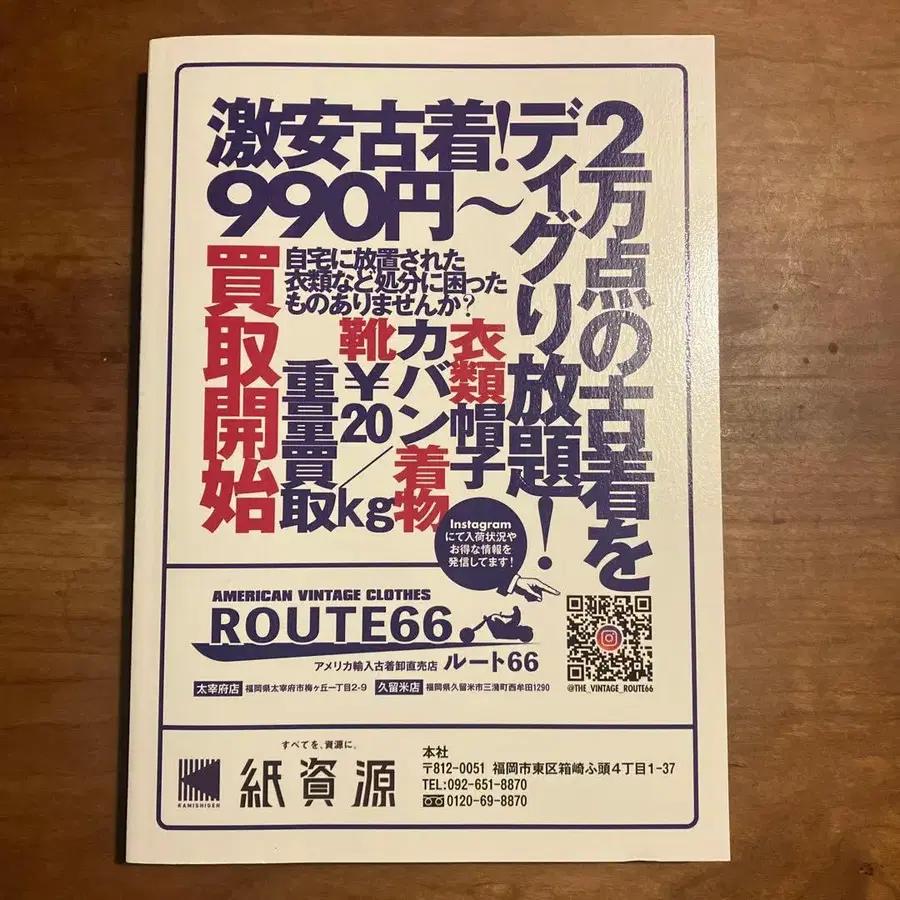 2万点の古着を
ディグり放題!
激安古着!
990円〜
自宅に放置された
衣類など処分に困った
ものありませんか?
買取開始
衣類 帽子
カバン 着物
靴 ¥20/kg
重量買取
Instagram
にて入荷状況や
お得な情報を
発信してます!
AMERICAN VINTAGE CLOTHES
ROUTE66
アメリカ輸入古着卸直売店 ルート66
太宰府店 福岡県太宰府市梅ヶ丘一丁目2-9 久留米店 福岡県久留米市三潴町西牟田1290
@THE_VINTAGE_ROUTE66
すべてを、資源に。
紙資源
KAMISHIGEN
本社
〒812-0051 福岡市東区箱崎ふ頭4丁目1-37
TEL:092-651-8870
0120-69-8870